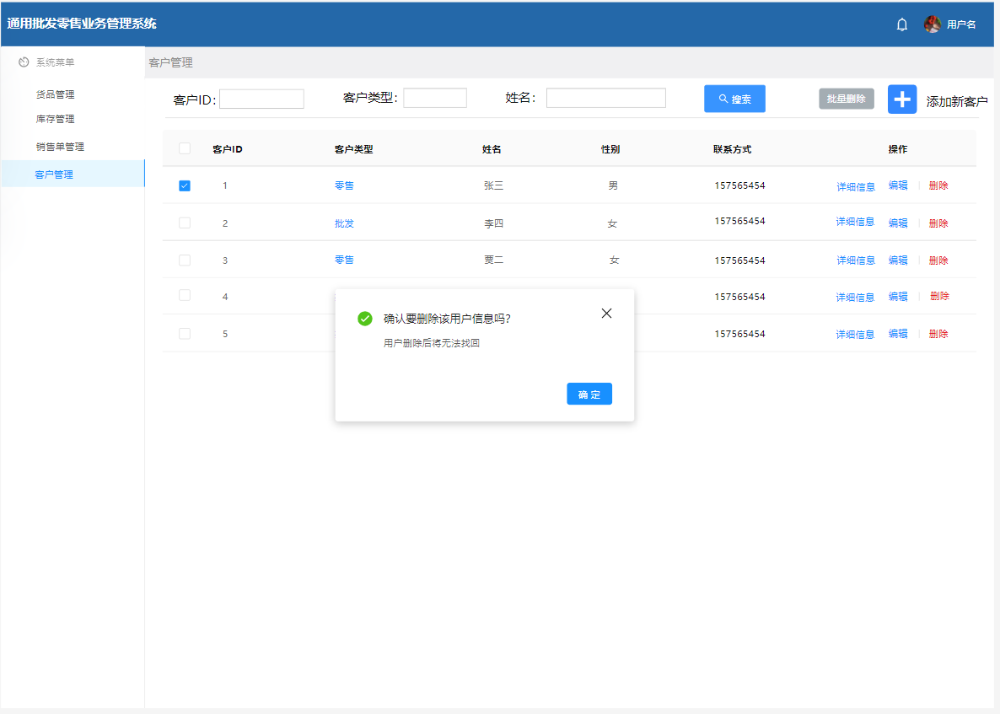 通用批发零售业务管理系统
用户名
系统菜单
客户管理
货品管理
库存管理
销售单管理
客户管理
客户ID:
客户类型:
姓名:
搜索
批量删除
添加新客户
客户ID 客户类型 姓名 性别 联系方式 操作
1 零售 张三 男 157565454 详细信息 编辑 删除
2 批发 李四 女 157565454 详细信息 编辑 删除
3 零售 贾二 女 157565454 详细信息 编辑 删除
4 157565454 详细信息 编辑 删除
5 157565454 详细信息 编辑 删除
确认要删除该用户信息吗?
用户删除后将无法找回
确 定